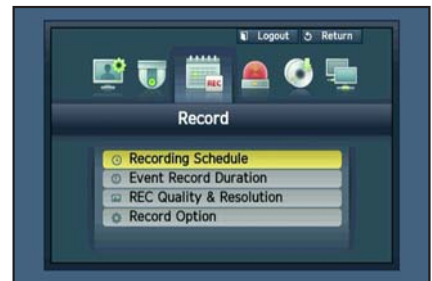 Logout Return
REC
Record
Recording Schedule
Event Record Duration
REC Quality & Resolution
Record Option